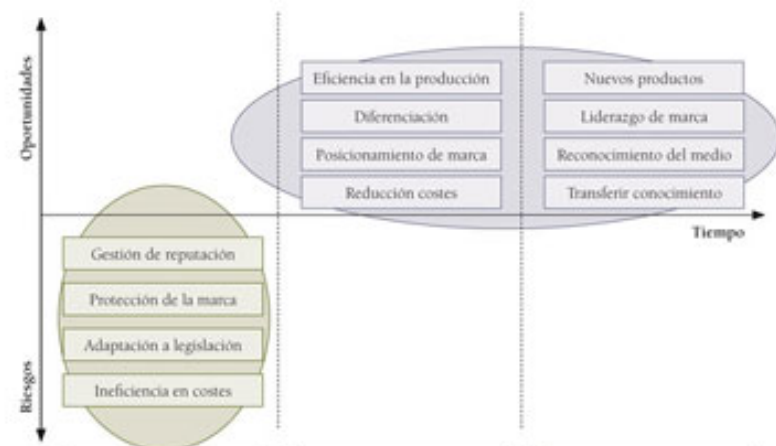 Oportunidades
Eficiencia en la producción
Nuevos productos
Diferenciación
Liderazgo de marca
Posicionamiento de marca
Reconocimiento del medio
Reducción costes
Transferir conocimiento
Tiempo
Riesgos
Gestión de reputación
Protección de la marca
Adaptación a legislación
Ineficiencia en costes